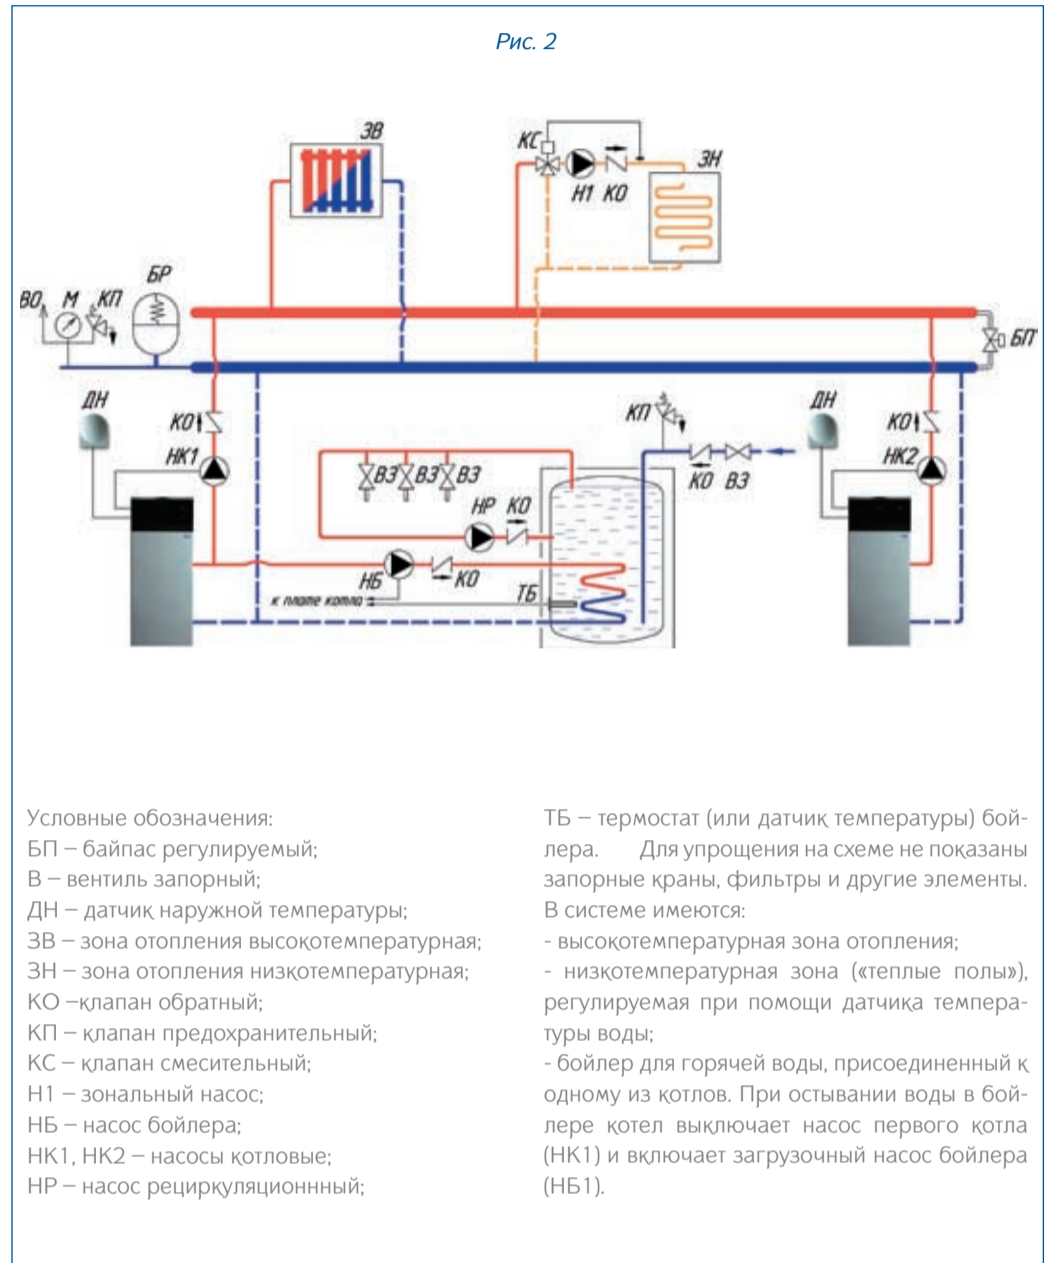 Рис. 2
ЗВ
КС
ЗН
Н1 КО
БР
ВО М КП
БП
ДН
КО
НК1
КП
ДН
КО
НК2
ВЗ ВЗ ВЗ
КО ВЗ
НР КО
НБ
КО
ТБ
к плате котла
Условные обозначения:
БП – байпас регулируемый;
В – вентиль запорный;
ДН – датчик наружной температуры;
ЗВ – зона отопления высокотемпературная;
ЗН – зона отопления низкотемпературная;
КО –клапан обратный;
КП – клапан предохранительный;
КС – клапан смесительный;
Н1 – зональный насос;
НБ – насос бойлера;
НК1, НК2 – насосы котловые;
НР – насос рециркуляционнный;
ТБ – термостат (или датчик температуры) бой-
лера. Для упрощения на схеме не показаны
запорные краны, фильтры и другие элементы.
В системе имеются:
- высокотемпературная зона отопления;
- низкотемпературная зона («теплые полы»),
регулируемая при помощи датчика темпера-
туры воды;
- бойлер для горячей воды, присоединенный к
одному из котлов. При остывании воды в бой-
лере котел выключает насос первого котла
(НК1) и включает загрузочный насос бойлера
(НБ1).